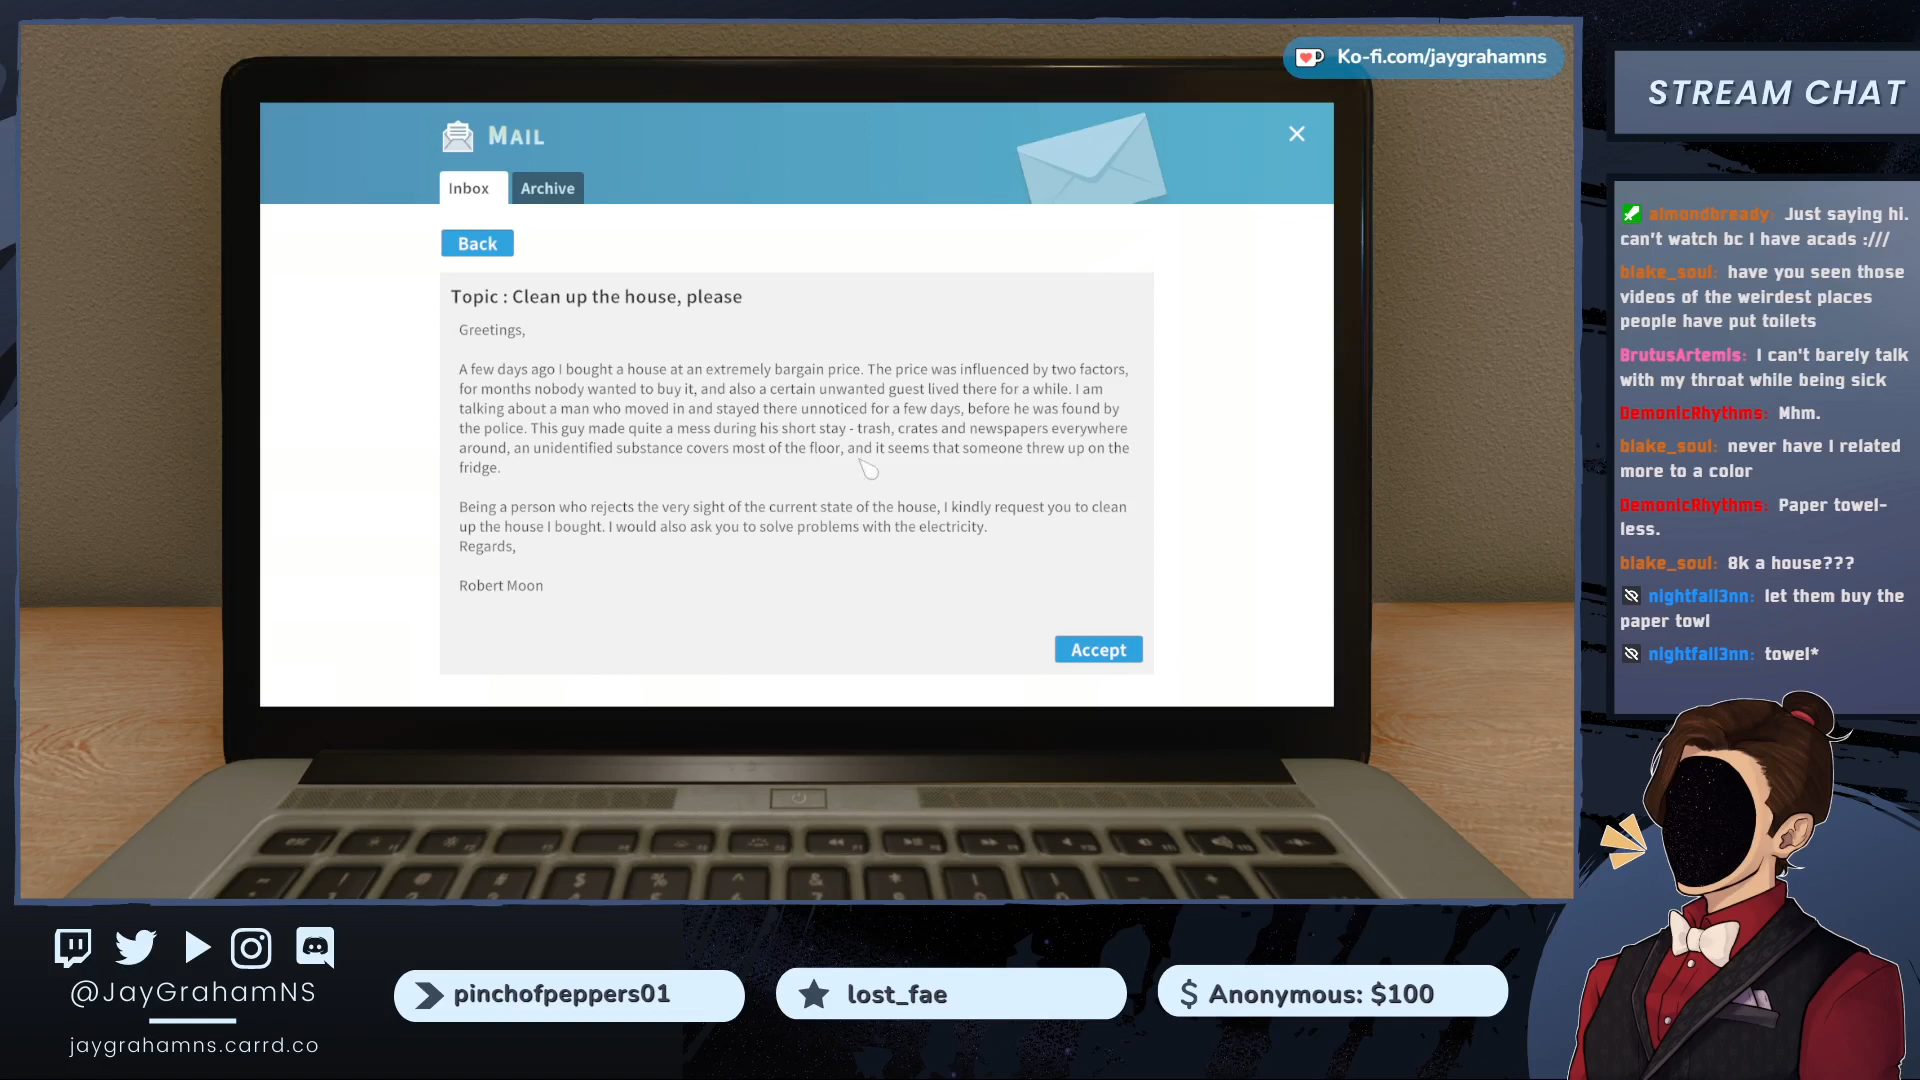 Ko-fi.com/jaygrahamns
MAIL
Inbox
Archive
Back
Topic : Clean up the house, please
Greetings,
A few days ago I bought a house at an extremely bargain price. The price was influenced by two factors,
for months nobody wanted to buy it, and also a certain unwanted guest lived there for a while. I am
talking about a man who moved in and stayed there unnoticed for a few days, before he was found by
the police. This guy made quite a mess during his short stay - trash, crates and newspapers everywhere
around, an unidentified substance covers most of the floor, and it seems that someone threw up on the
fridge.
Being a person who rejects the very sight of the current state of the house, I kindly request you to clean
up the house I bought. I would also ask you to solve problems with the electricity.
Regards,
Robert Moon
Accept
esc
STREAM CHAT
almondbready: Just saying hi.
can't watch bc I have acads :///
blake_soul: have you seen those
videos of the weirdest places
people have put toilets
BrutusArtemis: I can't barely talk
with my throat while being sick
DemonicRhythms: Mhm.
blake_soul: never have I related
more to a color
DemonicRhythms: Paper towel-
less.
blake_soul: 8k a house???
nightfall3nn: let them buy the
paper towl
nightfall3nn: towel*
@JayGrahamNS
jaygrahamns.carrd.co
pinchofpeppers01
lost_fae
$ Anonymous: $100